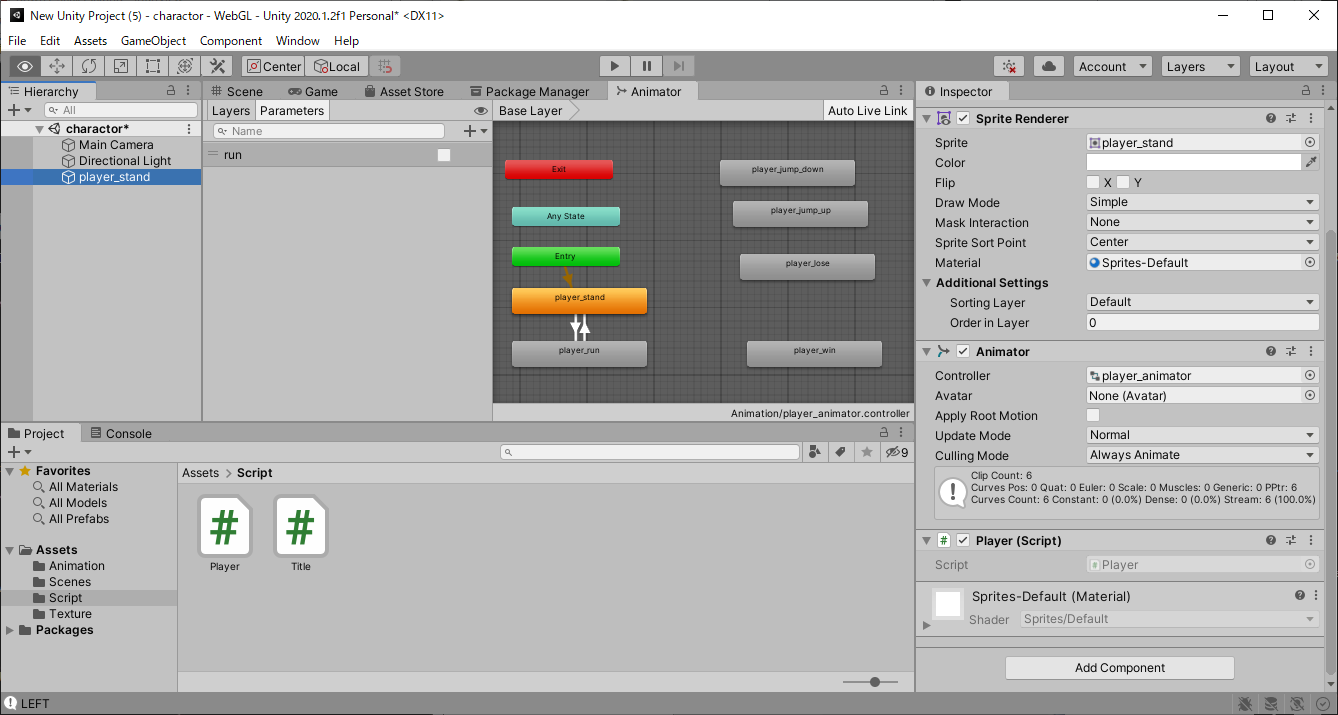 New Unity Project (5) - charactor - WebGL - Unity 2020.1.2f1 Personal* <DX11>
File Edit Assets GameObject Component Window Help
Center Local Account Layers Layout
Hierarchy
All
charactor*
Main Camera
Directional Light
player_stand
Scene Game Asset Store Package Manager Animator
Layers Parameters Base Layer Auto Live Link
Name
run
Exit
Any State
Entry
player_stand
player_run
player_jump_down
player_jump_up
player_lose
player_win
Animation/player_animator.controller
Inspector
Sprite Renderer
Sprite player_stand
Color
Flip X Y
Draw Mode Simple
Mask Interaction None
Sprite Sort Point Center
Material Sprites-Default
Additional Settings
Sorting Layer Default
Order in Layer 0
Animator
Controller player_animator
Avatar None (Avatar)
Apply Root Motion
Update Mode Normal
Culling Mode Always Animate
Clip Count: 6
Curves Pos: 0 Quat: 0 Euler: 0 Scale: 0 Muscles: 0 Generic: 0 PPtr: 6
Curves Count: 6 Constant: 0 (0.0%) Dense: 0 (0.0%) Stream: 6 (100.0%)
Player (Script)
Script Player
Sprites-Default (Material)
Shader Sprites/Default
Add Component
Project Console
9
Favorites
All Materials
All Models
All Prefabs
Assets
Animation
Scenes
Script
Texture
Packages
Assets > Script
# #
Player Title
LEFT